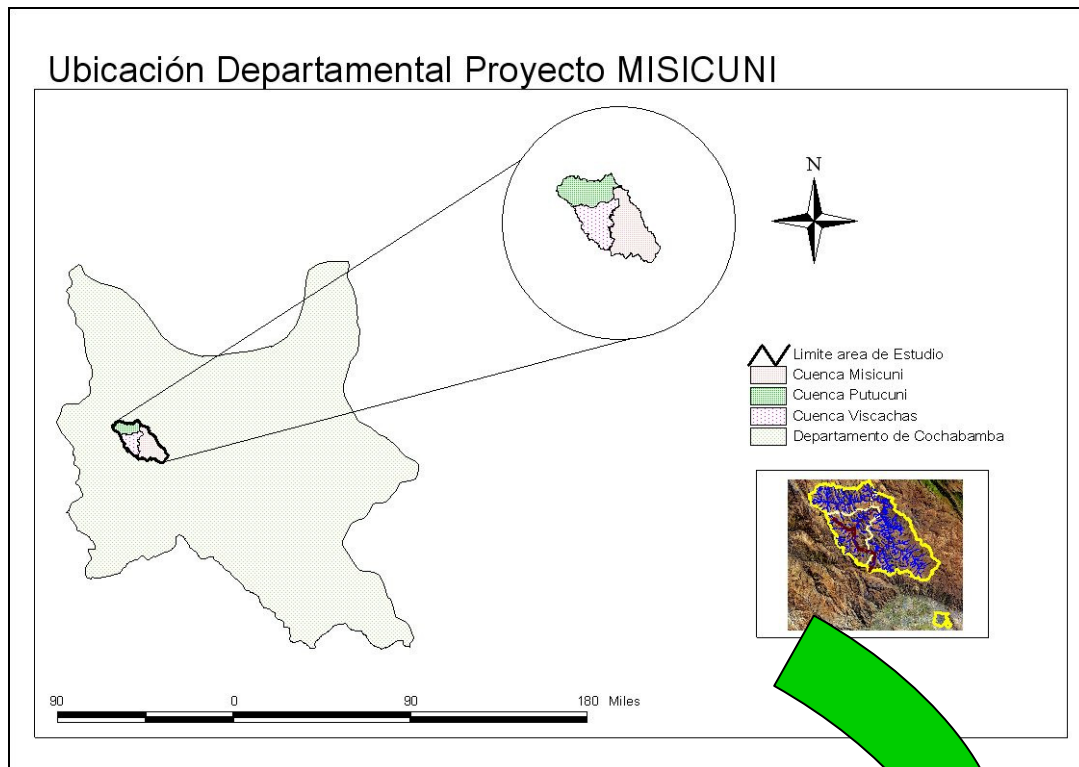 Ubicación Departamental Proyecto MISICUNI
N
Limite area de Estudio
Cuenca Misicuni
Cuenca Putucuni
Cuenca Viscachas
Departamento de Cochabamba
90 0 90 180 Miles